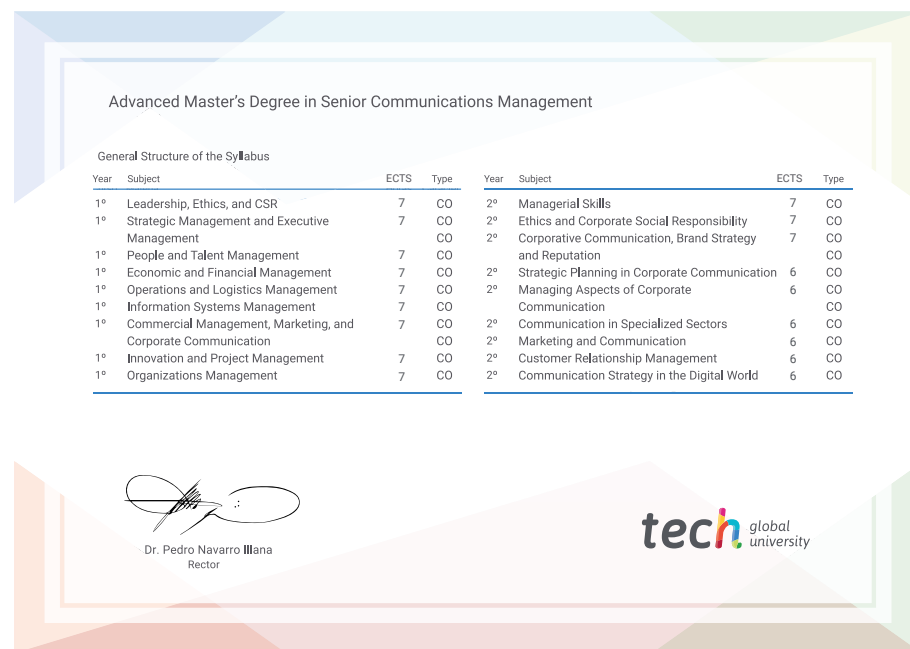 Advanced Master's Degree in Senior Communications Management
General Structure of the Syllabus
Year Subject ECTS Type
1º Leadership, Ethics, and CSR 7 CO
1º Strategic Management and Executive 7 CO
Management CO
1º People and Talent Management 7 CO
1º Economic and Financial Management 7 CO
1º Operations and Logistics Management 7 CO
1º Information Systems Management 7 CO
1º Commercial Management, Marketing, and 7 CO
Corporate Communication CO
1º Innovation and Project Management 7 CO
1º Organizations Management 7 CO
Year Subject ECTS Type
2º Managerial Skills 7 CO
2º Ethics and Corporate Social Responsibility 7 CO
2º Corporative Communication, Brand Strategy 7 CO
and Reputation CO
2º Strategic Planning in Corporate Communication 6 CO
2º Managing Aspects of Corporate 6 CO
Communication CO
2º Communication in Specialized Sectors 6 CO
2º Marketing and Communication 6 CO
2º Customer Relationship Management 6 CO
2º Communication Strategy in the Digital World 6 CO
Dr. Pedro Navarro Illana
Rector
tech global
university